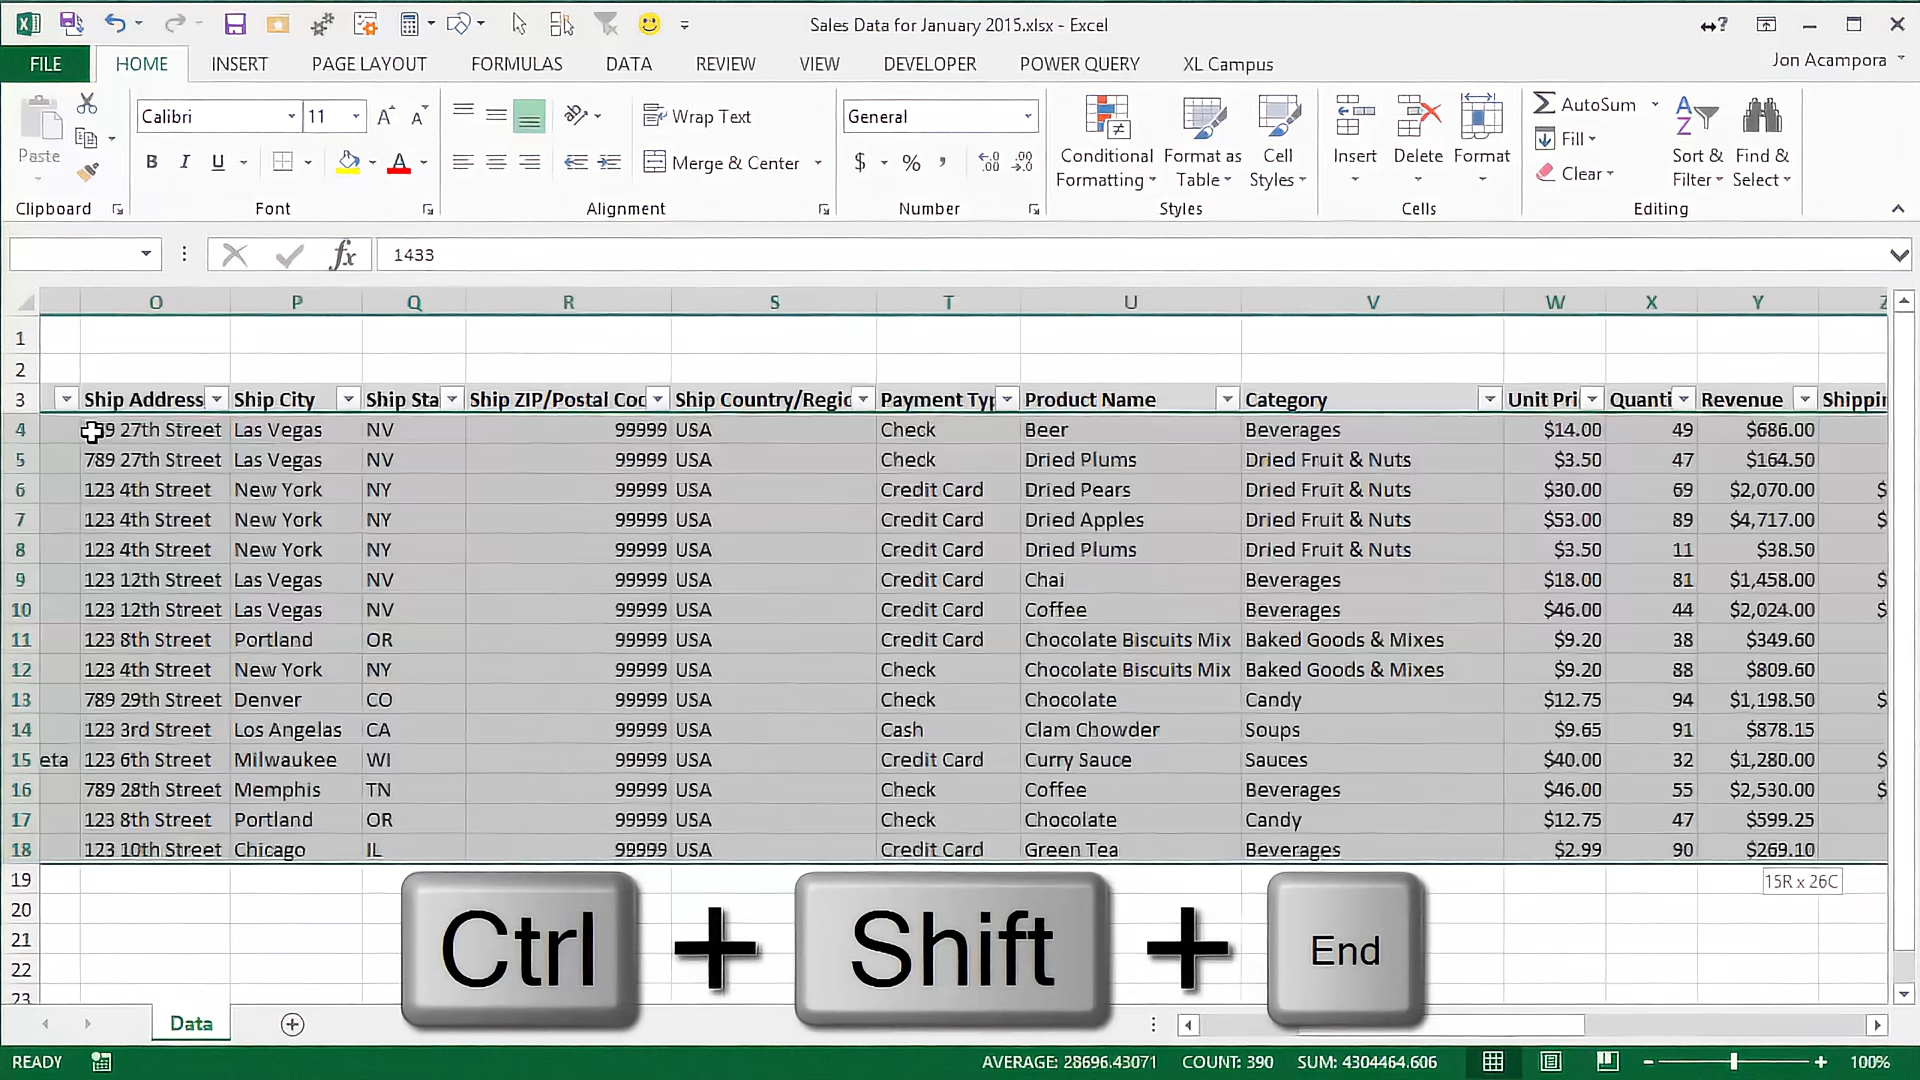 Sales Data for January 2015.xlsx - Excel
FILE HOME INSERT PAGE LAYOUT FORMULAS DATA REVIEW VIEW DEVELOPER POWER QUERY XL Campus Jon Acampora
Paste
Clipboard
Calibri 11
B I U
Font
Wrap Text
Merge & Center
Alignment
General
$ % ,
Number
Conditional Formatting
Format as Table
Cell Styles
Styles
Insert Delete Format
Cells
AutoSum
Fill
Clear
Sort & Filter
Find & Select
Editing
fx 1433
O P Q R S T U V W X Y Z
1
2
3 Ship Address Ship City Ship Sta Ship ZIP/Postal Coc Ship Country/Regic Payment Typ Product Name Category Unit Pri Quanti Revenue Shippin
4 27th Street Las Vegas NV 99999 USA Check Beer Beverages $14.00 49 $686.00
5 789 27th Street Las Vegas NV 99999 USA Check Dried Plums Dried Fruit & Nuts $3.50 47 $164.50
6 123 4th Street New York NY 99999 USA Credit Card Dried Pears Dried Fruit & Nuts $30.00 69 $2,070.00 $
7 123 4th Street New York NY 99999 USA Credit Card Dried Apples Dried Fruit & Nuts $53.00 89 $4,717.00 $
8 123 4th Street New York NY 99999 USA Credit Card Dried Plums Dried Fruit & Nuts $3.50 11 $38.50
9 123 12th Street Las Vegas NV 99999 USA Credit Card Chai Beverages $18.00 81 $1,458.00 $
10 123 12th Street Las Vegas NV 99999 USA Credit Card Coffee Beverages $46.00 44 $2,024.00 $
11 123 8th Street Portland OR 99999 USA Credit Card Chocolate Biscuits Mix Baked Goods & Mixes $9.20 38 $349.60
12 123 4th Street New York NY 99999 USA Check Chocolate Biscuits Mix Baked Goods & Mixes $9.20 88 $809.60
13 789 29th Street Denver CO 99999 USA Check Chocolate Candy $12.75 94 $1,198.50 $
14 123 3rd Street Los Angelas CA 99999 USA Cash Clam Chowder Soups $9.65 91 $878.15
15 eta 123 6th Street Milwaukee WI 99999 USA Credit Card Curry Sauce Sauces $40.00 32 $1,280.00 $
16 789 28th Street Memphis TN 99999 USA Check Coffee Beverages $46.00 55 $2,530.00 $
17 123 8th Street Portland OR 99999 USA Check Chocolate Candy $12.75 47 $599.25
18 123 10th Street Chicago IL 99999 USA Credit Card Green Tea Beverages $2.99 90 $269.10
19
15R x 26C
20
21
22
23
Ctrl + Shift + End
Data
READY AVERAGE: 28696.43071 COUNT: 390 SUM: 4304464.606 100%